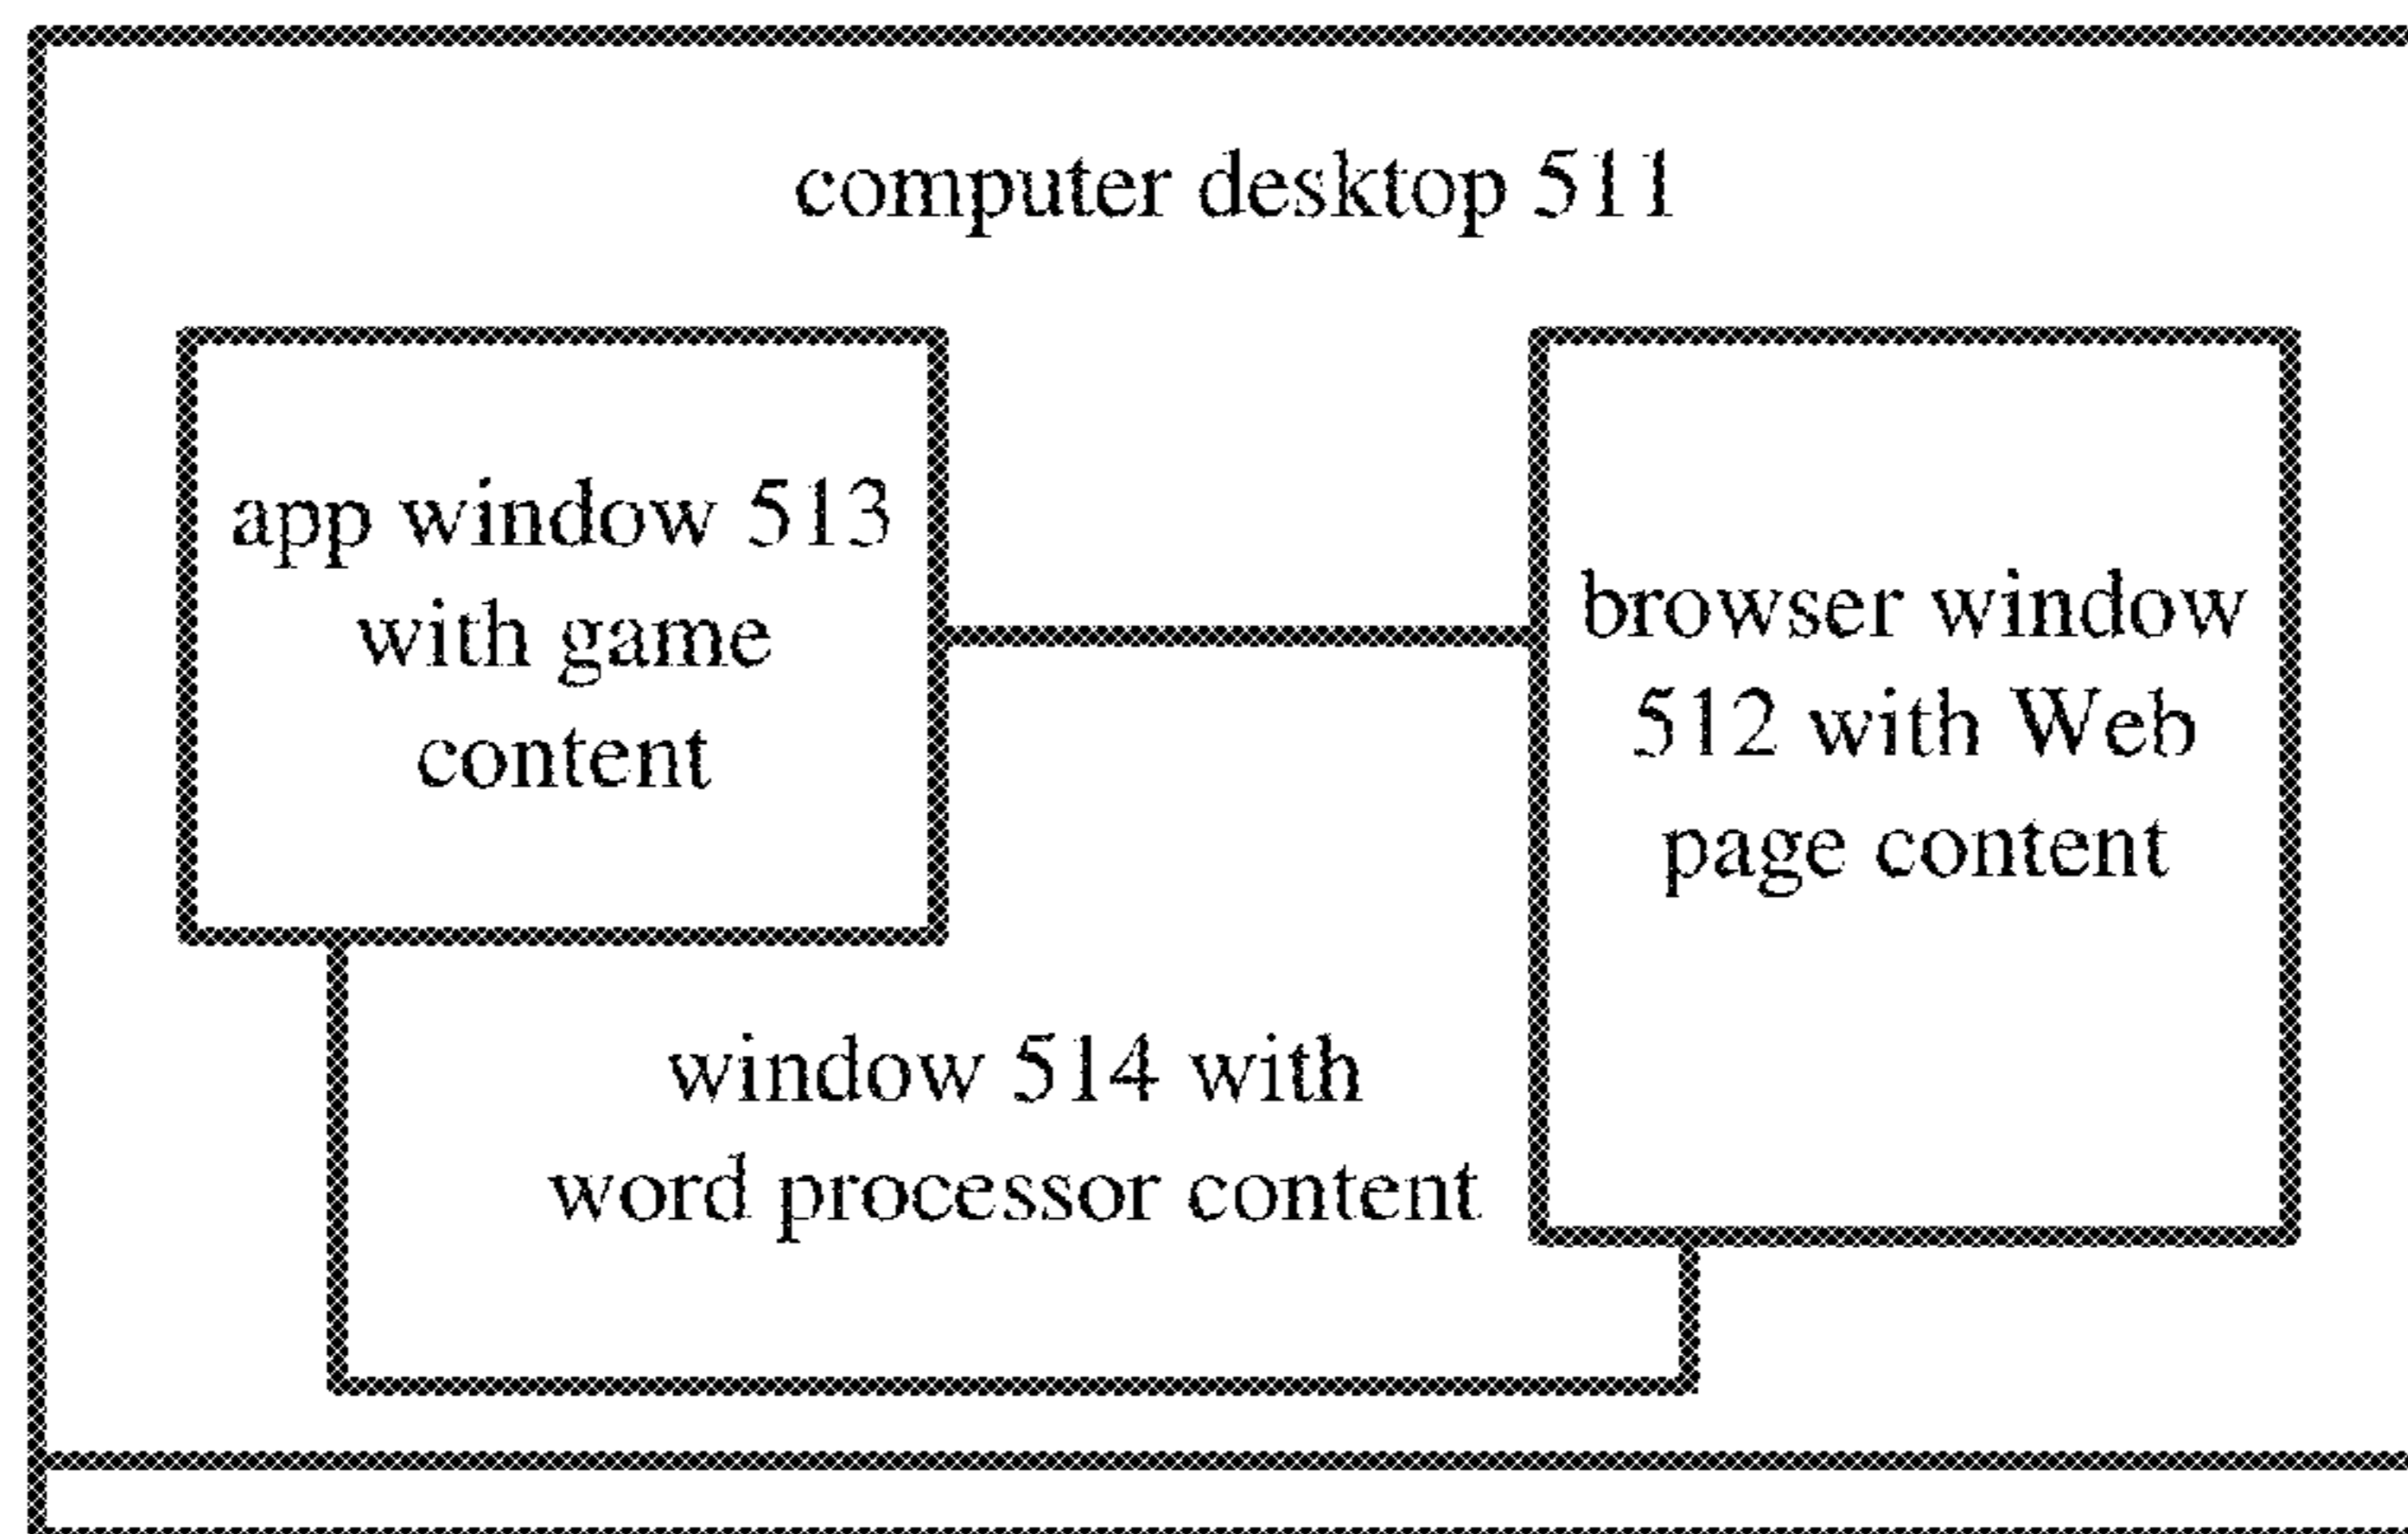 computer desktop 511
app window 513
with game
content
browser window
512 with Web
page content
window 514 with
word processor content